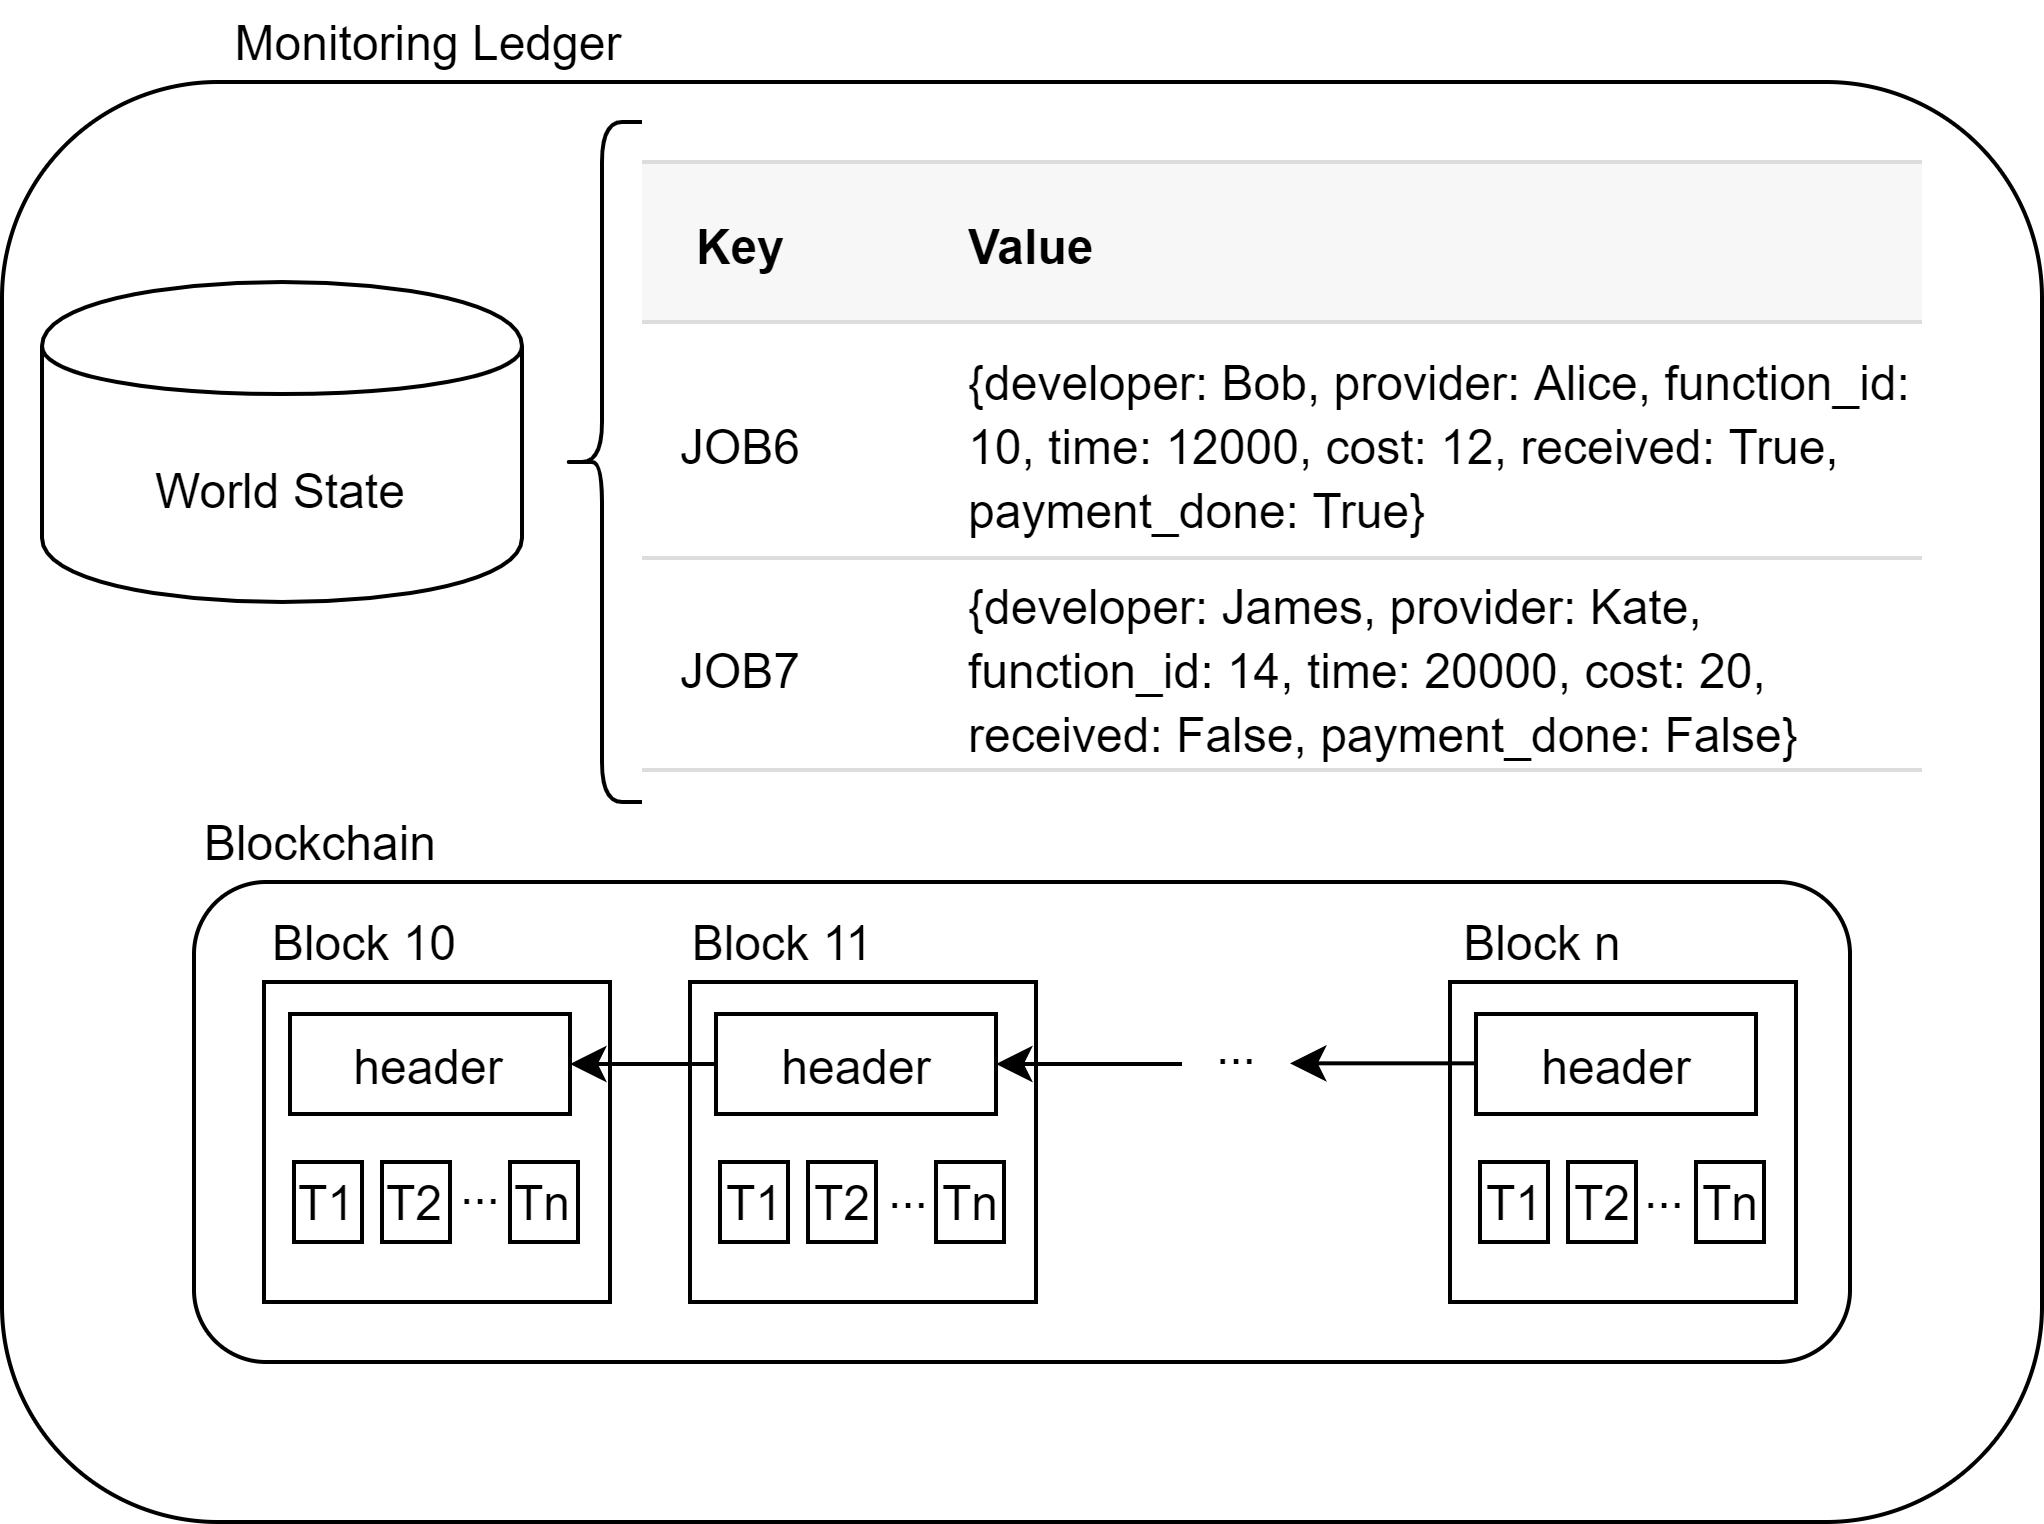 Monitoring Ledger
Key Value
World State
JOB6
{developer: Bob, provider: Alice, function_id:
10, time: 12000, cost: 12, received: True,
payment_done: True}
JOB7
{developer: James, provider: Kate,
function_id: 14, time: 20000, cost: 20,
received: False, payment_done: False}
Blockchain
Block 10
header
T1 T2 ... Tn
Block 11
header
T1 T2 ... Tn
...
Block n
header
T1 T2 ... Tn